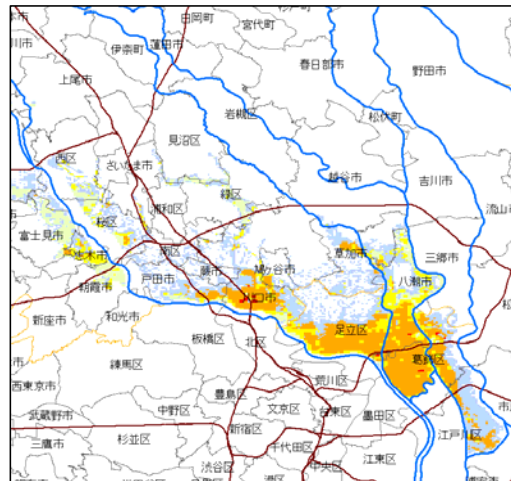 白岡町
宮代町
川市
伊奈町
蓮田市
春日部市
野田市
上尾市
岩槻区
松伏町
見沼区
西区
さいたま市
越谷市
吉川市
緑区
流山市
桜区
浦和区
富士見市
草加市
三郷市
南区
志木市
蕨市
鳩ヶ谷市
戸田市
八潮市
朝霞市
川口市
松
新座市
和光市
足立区
板橋区
北区
葛飾区
練馬区
荒川区
西東京市
豊島区
文京区
台東区
墨田区
市川
中野区
武蔵野市
新宿区
江戸川区
三鷹市
杉並区
千代田区
江東区
渋谷区
中央区
港区